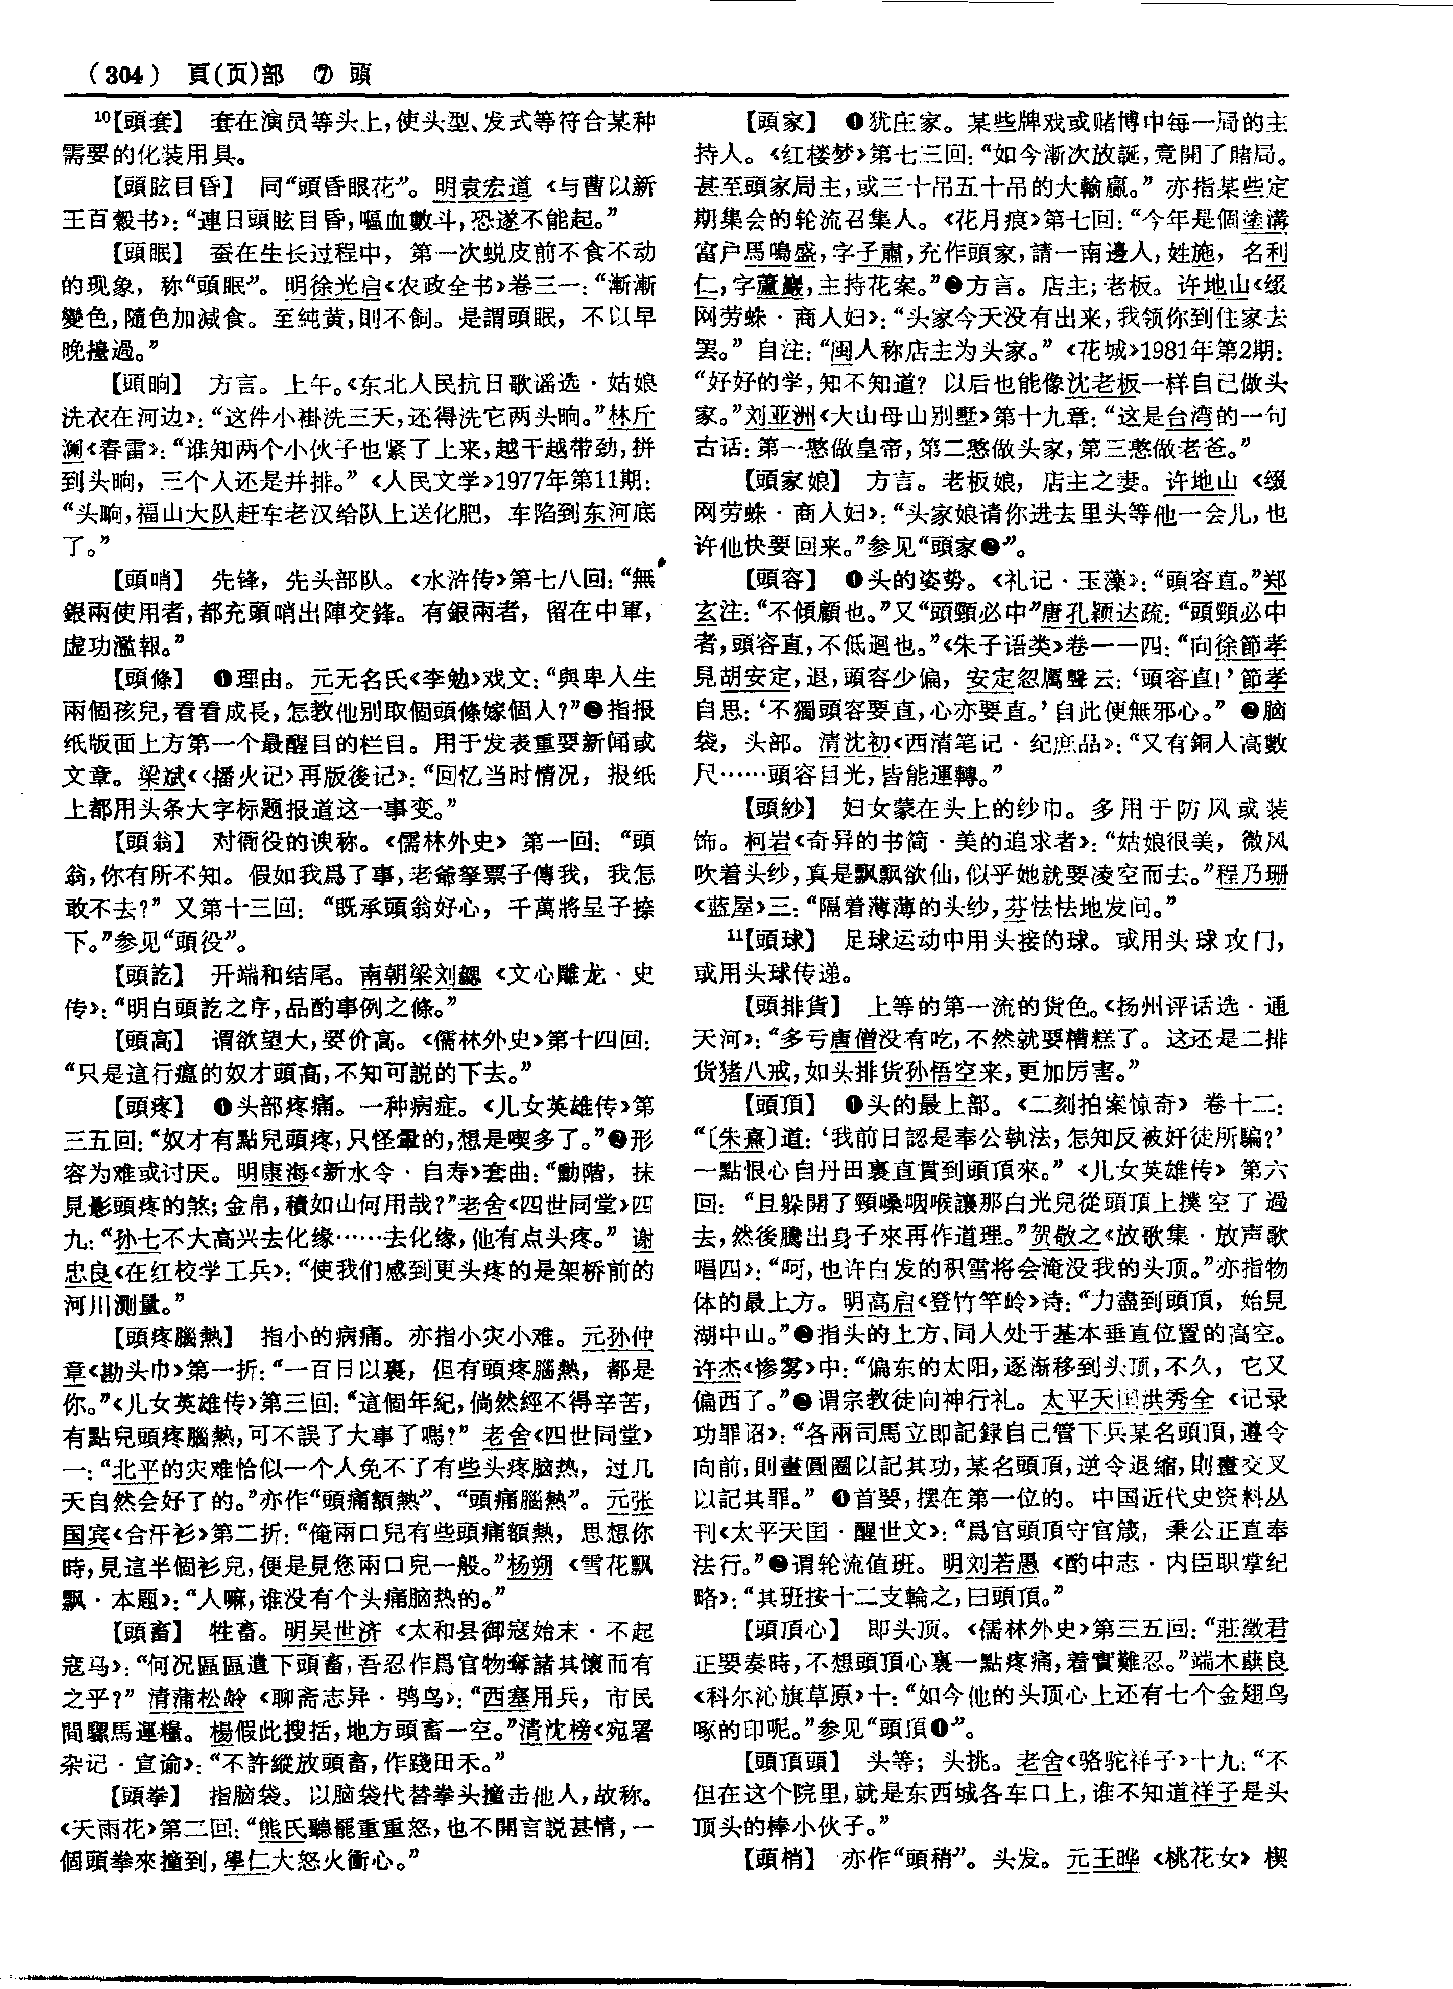 （304） 頁(页)部 ⑦ 頭
10【頭套】 套在演员等头上，使头型、发式等符合某种
需要的化装用具。
【頭眩目昏】 同“頭昏眼花”。明袁宏道《与曹以新
王百穀书》：“連日頭眩目昏，嘔血數斗，恐遂不能起。”
【頭眠】 蚕在生长过程中，第一次蜕皮前不食不动
的现象，称“頭眠”。明徐光启《农政全书》卷三一：“漸漸
變色，隨色加減食。至純黄，則不飼。是謂頭眠，不以早
晚擡過。”
【頭晌】 方言。上午。《东北人民抗日歌谣选·姑娘
洗衣在河边》：“这件小褂洗三天，还得洗它两头晌。”林斤
澜《春雷》：“谁知两个小伙子也紧了上来，越干越带劲，拼
到头晌，三个人还是并排。”《人民文学》1977年第11期：
“头晌，福山大队赶车老汉给队上送化肥，车陷到东河底
了。”
【頭哨】 先锋，先头部队。《水浒传》第七八回：“無
銀兩使用者，都充頭哨出陣交鋒。有銀兩者，留在中軍，
虚功濫報。”
【頭條】 ❶理由。元无名氏《李勉》戏文：“與卑人生
兩個孩兒，看看成長，怎教他别取個頭條嫁個人？”❷指报
纸版面上方第一个最醒目的栏目。用于发表重要新闻或
文章。梁斌《〈播火记〉再版後记》：“回忆当时情况，报纸
上都用头条大字标题报道这一事变。”
【頭翁】 对衙役的谀称。《儒林外史》第一回：“頭
翁，你有所不知。假如我爲了事，老爺拏票子傳我，我怎
敢不去？”又第十三回：“既承頭翁好心，千萬將呈子捺
下。”参见“頭役”。
【頭訖】 开端和结尾。南朝梁刘勰《文心雕龙·史
传》：“明白頭訖之序，品酌事例之條。”
【頭高】 谓欲望大，要价高。《儒林外史》第十四回：
“只是這行瘟的奴才頭高，不知可説的下去。”
【頭疼】 ❶头部疼痛。一种病症。《儿女英雄传》第
三五回：“奴才有點兒頭疼，只怪暈的，想是喫多了。”❷形
容为难或讨厌。明康海《新水令·自寿》套曲：“勳階，抹
見影頭疼的煞；金帛，積如山何用哉？”老舍《四世同堂》四
九：“孙七不大高兴去化缘……去化缘，他有点头疼。”谢
忠良《在红校学工兵》：“使我们感到更头疼的是架桥前的
河川测量。”
【頭疼腦熱】 指小的病痛。亦指小灾小难。元孙仲
章《勘头巾》第一折：“一百日以裏，但有頭疼腦熱，都是
你。”《儿女英雄传》第三回：“這個年紀，倘然經不得辛苦，
有點兒頭疼腦熱，可不誤了大事了嗎？”老舍《四世同堂》
一：“北平的灾难恰似一个人免不了有些头疼脑热，过几
天自然会好了的。”亦作“頭痛額熱”、“頭痛腦熱”。元张
国宾《合汗衫》第二折：“俺兩口兒有些頭痛額熱，思想你
時，見這半個衫兒，便是見您兩口兒一般。”杨朔《雪花飘
飘·本题》：“人嘛，谁没有个头痛脑热的。”
【頭畜】 牲畜。明吴世济《太和县御寇始末·不起
寇马》：“何况區區遺下頭畜，吾忍作爲官物奪諸其懷而有
之乎？”清蒲松龄《聊斋志异·鸮鸟》：“西塞用兵，市民
間騾馬運糧。楊假此搜括，地方頭畜一空。”清沈榜《宛署
杂记·宣谕》：“不許縱放頭畜，作踐田禾。”
【頭拳】 指脑袋。以脑袋代替拳头撞击他人，故称。
《天雨花》第二回：“熊氏聽罷重重怒，也不開言説甚情，一
個頭拳來撞到，學仁大怒火衝心。”
【頭家】 ❶犹庄家。某些牌戏或赌博中每一局的主
持人。《红楼梦》第七三回：“如今漸次放誕，竟開了賭局。
甚至頭家局主，或三十吊五十吊的大輸贏。”亦指某些定
期集会的轮流召集人。《花月痕》第七回：“今年是個塗溝
富户馬鳴盛，字子肅，充作頭家，請一南邊人，姓施，名利
仁，字蘆巖，主持花案。”❷方言。店主；老板。许地山《缀
网劳蛛·商人妇》：“头家今天没有出来，我领你到住家去
罢。”自注：“闽人称店主为头家。”《花城》1981年第2期：
“好好的学，知不知道？以后也能像沈老板一样自己做头
家。”刘亚洲《大山母山别墅》第十九章：“这是台湾的一句
古话：第一憨做皇帝，第二憨做头家，第三憨做老爸。”
【頭家娘】 方言。老板娘，店主之妻。许地山《缀
网劳蛛·商人妇》：“头家娘请你进去里头等他一会儿，也
许他快要回来。”参见“頭家❷”。
【頭容】 ❶头的姿势。《礼记·玉藻》：“頭容直。”郑
玄注：“不傾顧也。”又“頭頸必中”唐孔颖达疏：“頭頸必中
者，頭容直，不低迴也。”《朱子语类》卷一一四：“向徐節孝
見胡安定，退，頭容少偏，安定忽厲聲云：‘頭容直！’節孝
自思：‘不獨頭容要直，心亦要直。’自此便無邪心。”❷脑
袋，头部。清沈初《西清笔记·纪庶品》：“又有銅人高數
尺……頭容目光，皆能運轉。”
【頭紗】 妇女蒙在头上的纱巾。多用于防风或装
饰。柯岩《奇异的书简·美的追求者》：“姑娘很美，微风
吹着头纱，真是飘飘欲仙，似乎她就要凌空而去。”程乃珊
《蓝屋》三：“隔着薄薄的头纱，芬怯怯地发问。”
11【頭球】 足球运动中用头接的球。或用头球攻门，
或用头球传递。
【頭排貨】 上等的第一流的货色。《扬州评话选·通
天河》：“多亏唐僧没有吃，不然就要糟糕了。这还是二排
货猪八戒，如头排货孙悟空来，更加厉害。”
【頭頂】 ❶头的最上部。《二刻拍案惊奇》卷十二：
“〔朱熹〕道：‘我前日認是奉公執法，怎知反被奸徒所騙？’
一點恨心自丹田裏直貫到頭頂來。”《儿女英雄传》第六
回：“且躲開了頸嗓咽喉讓那白光兒從頭頂上撲空了過
去，然後騰出身子來再作道理。”贺敬之《放歌集·放声歌
唱四》：“呵，也许白发的积雪将会淹没我的头顶。”亦指物
体的最上方。明高启《登竹竿岭》诗：“力盡到頭頂，始見
湖中山。”❷指头的上方、同人处于基本垂直位置的高空。
许杰《惨雾》中：“偏东的太阳，逐渐移到头顶，不久，它又
偏西了。”❷谓宗教徒向神行礼。太平天国洪秀全《记录
功罪诏》：“各兩司馬立即記録自己管下兵某名頭頂，遵令
向前，則畫圓圈以記其功，某名頭頂，逆令退縮，則畫交叉
以記其罪。”❹首要，摆在第一位的。中国近代史资料丛
刊《太平天囯·醒世文》：“爲官頭頂守官箴，秉公正直奉
法行。”❷谓轮流值班。明刘若愚《酌中志·内臣职掌纪
略》：“其班按十二支輪之，曰頭頂。”
【頭頂心】 即头顶。《儒林外史》第三五回：“莊徵君
正要奏時，不想頭頂心裏一點疼痛，着實難忍。”端木蕻良
《科尔沁旗草原》十：“如今他的头顶心上还有七个金翅鸟
啄的印呢。”参见“頭頂❶”。
【頭頂頭】 头等；头挑。老舍《骆驼祥子》十九：“不
但在这个院里，就是东西城各车口上，谁不知道祥子是头
顶头的棒小伙子。”
【頭梢】 亦作“頭稍”。头发。元王晔《桃花女》楔